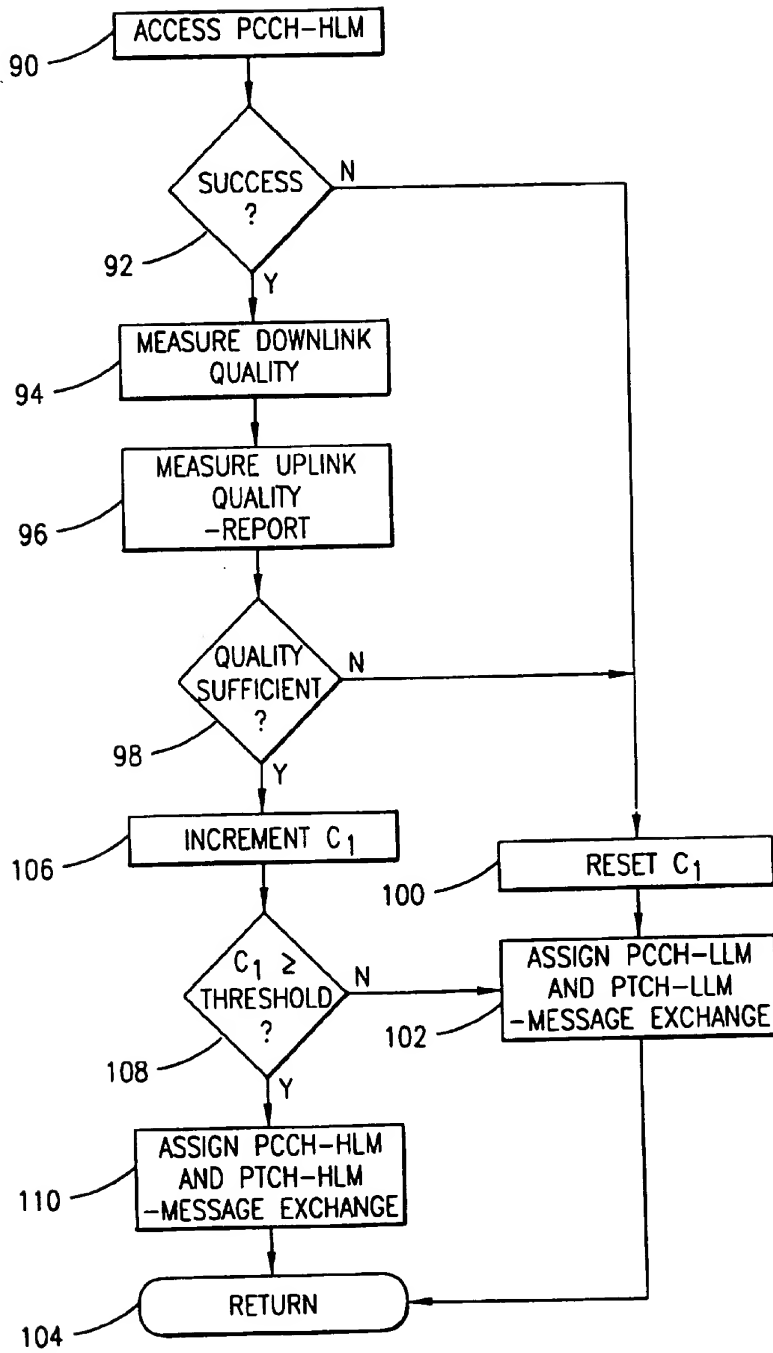 ACCESS PCCH-HLM
90
SUCCESS
?
N
92
Y
MEASURE DOWNLINK
QUALITY
94
MEASURE UPLINK
QUALITY
-REPORT
96
QUALITY
SUFFICIENT
?
N
98
Y
INCREMENT C1
106
RESET C1
100
C1 ≥
THRESHOLD
?
N
108
Y
ASSIGN PCCH-LLM
AND PTCH-LLM
-MESSAGE EXCHANGE
102
ASSIGN PCCH-HLM
AND PTCH-HLM
-MESSAGE EXCHANGE
110
RETURN
104